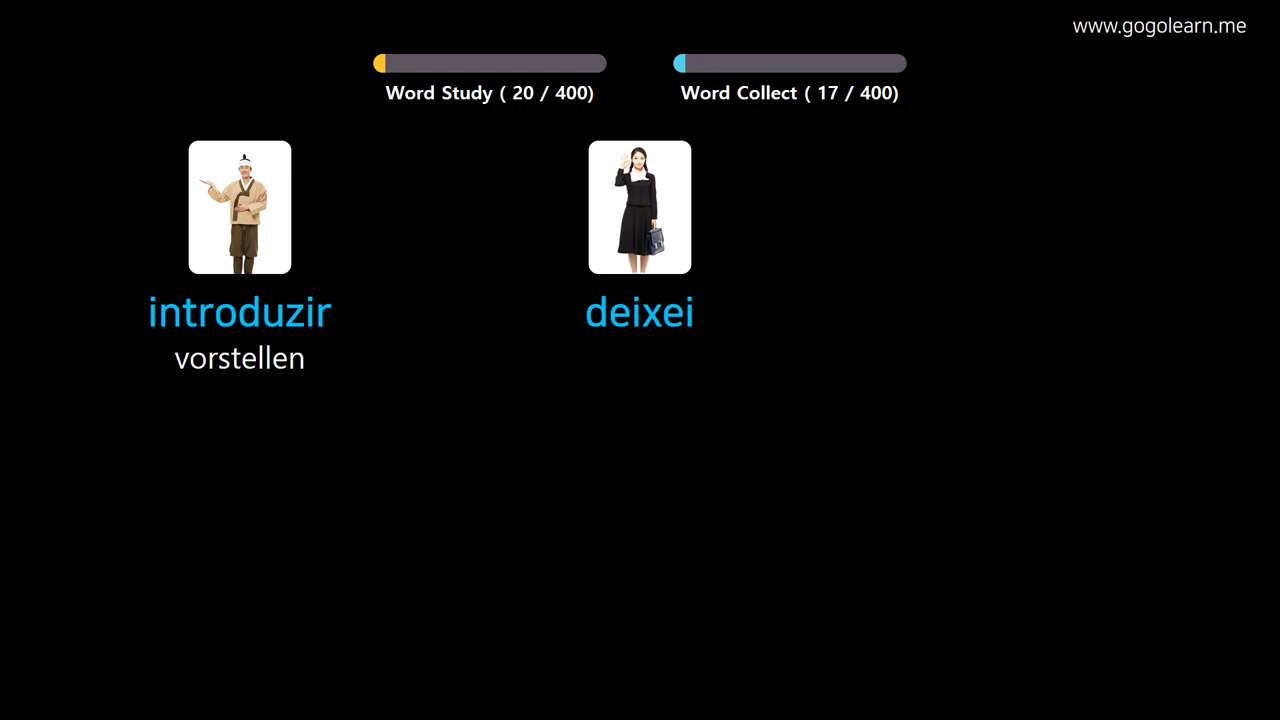 www.gogolearn.me
Word Study ( 20 / 400)
Word Collect ( 17 / 400)
introduzir
vorstellen
deixei